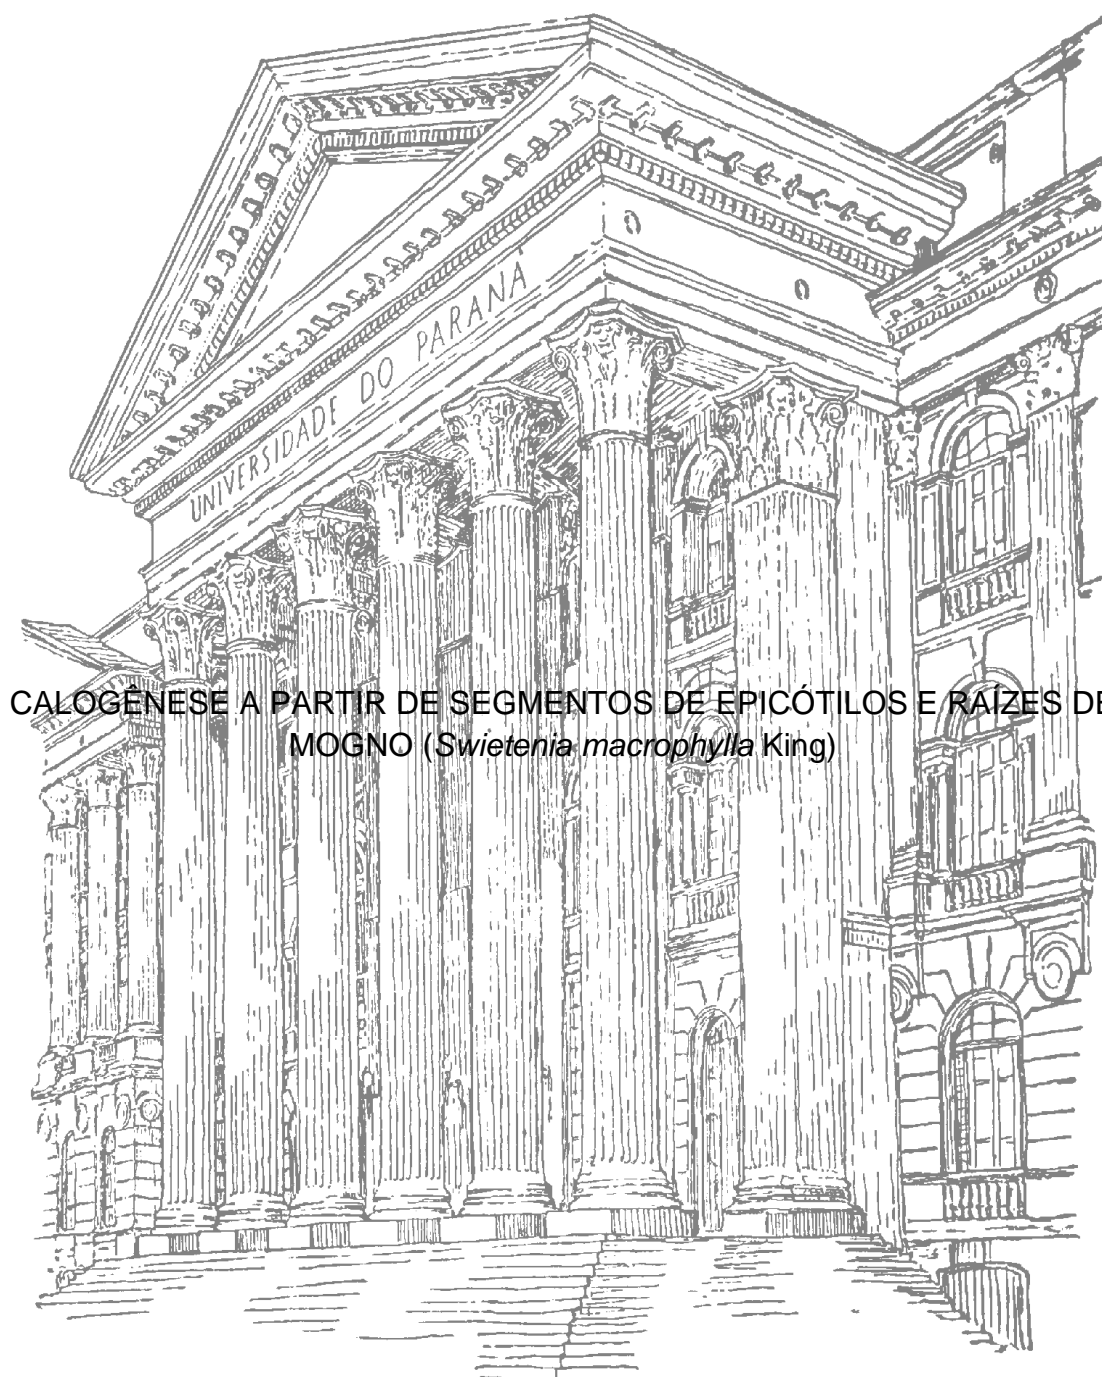 UNIVERSIDADE DO PARANÁ
CALOGÊNESE A PARTIR DE SEGMENTOS DE EPICÓTILOS E RAÍZES DE
MOGNO (Swietenia macrophylla King)